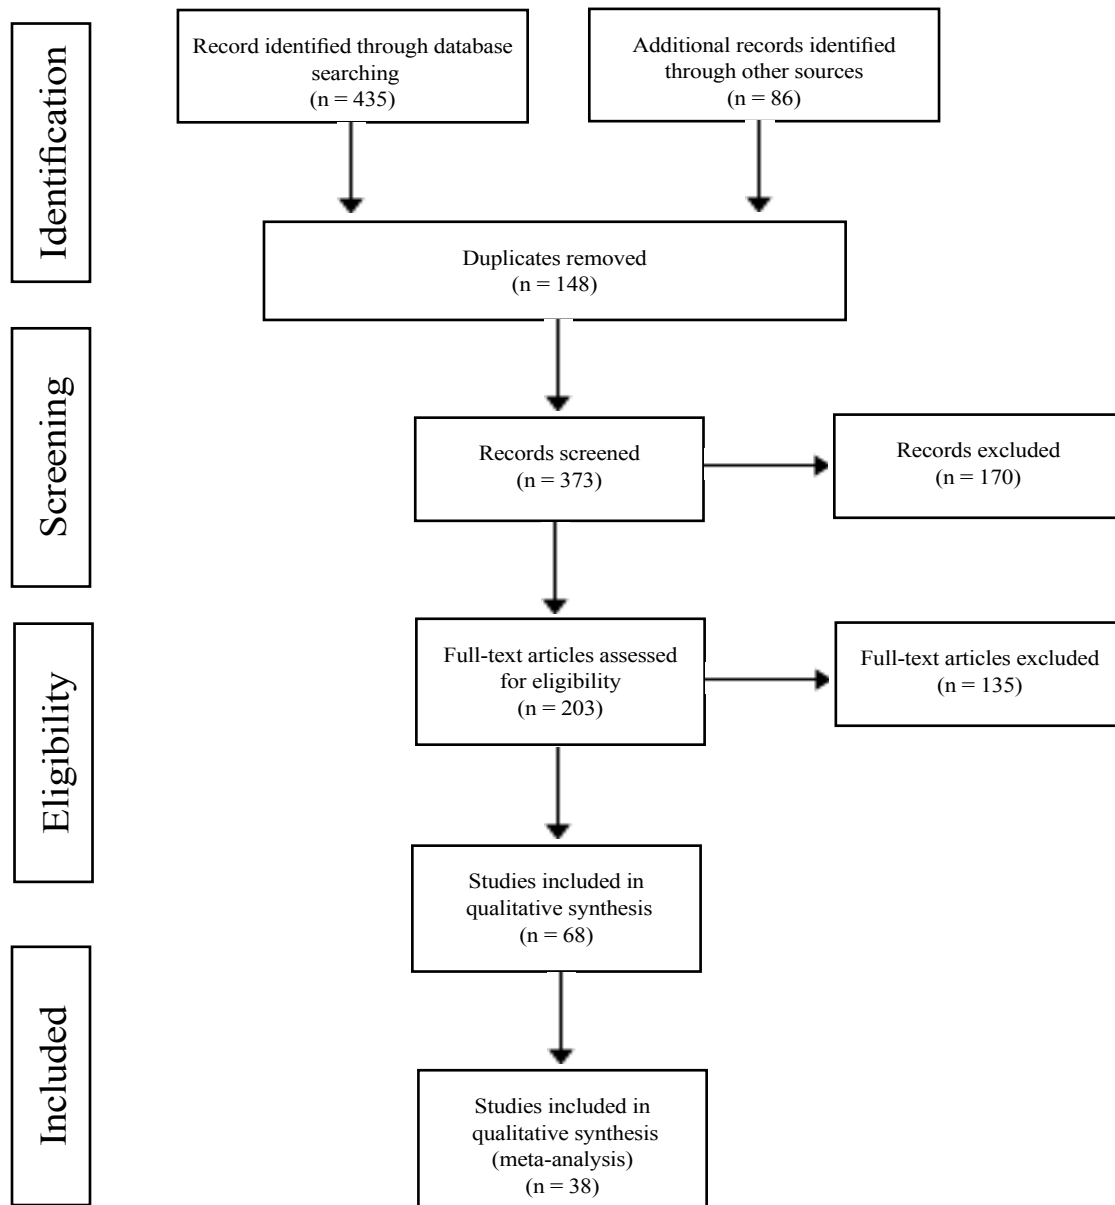 Identification
Record identified through database
searching
(n = 435)
Additional records identified
through other sources
(n = 86)
Duplicates removed
(n = 148)
Screening
Records screened
(n = 373)
Records excluded
(n = 170)
Eligibility
Full-text articles assessed
for eligibility
(n = 203)
Full-text articles excluded
(n = 135)
Studies included in
qualitative synthesis
(n = 68)
Included
Studies included in
qualitative synthesis
(meta-analysis)
(n = 38)